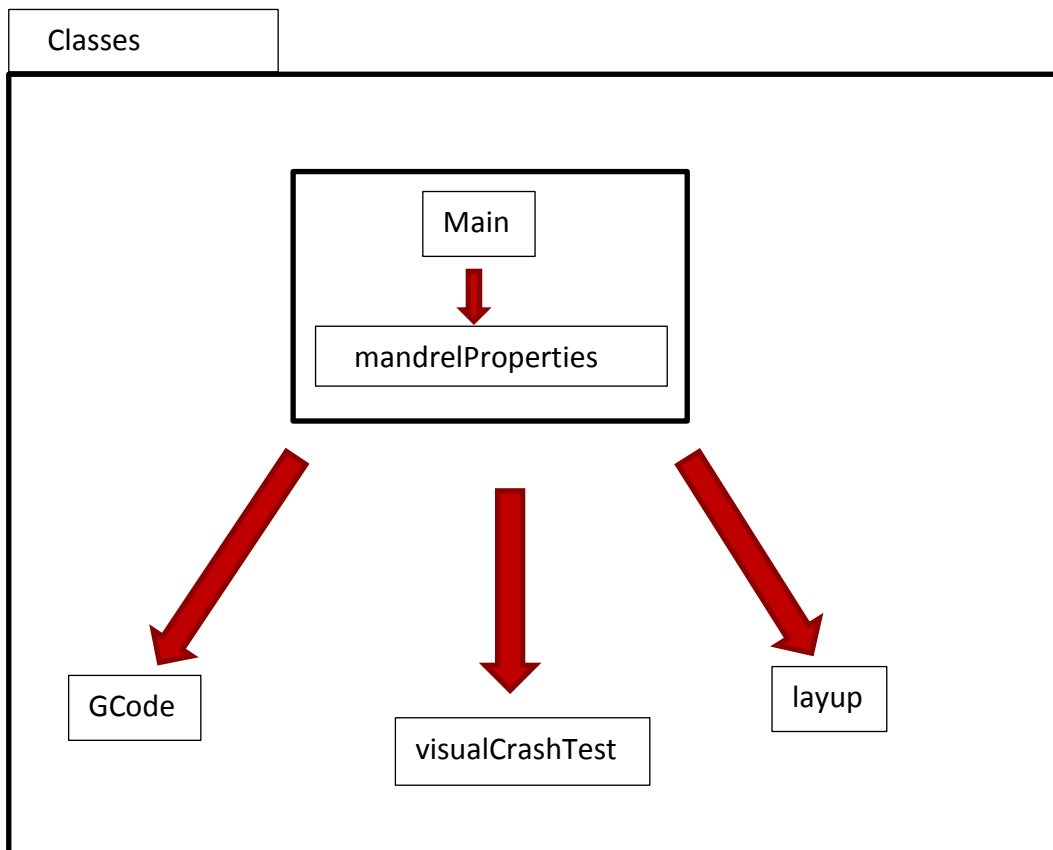 Classes
Main
mandrelProperties
GCode
visualCrashTest
layup